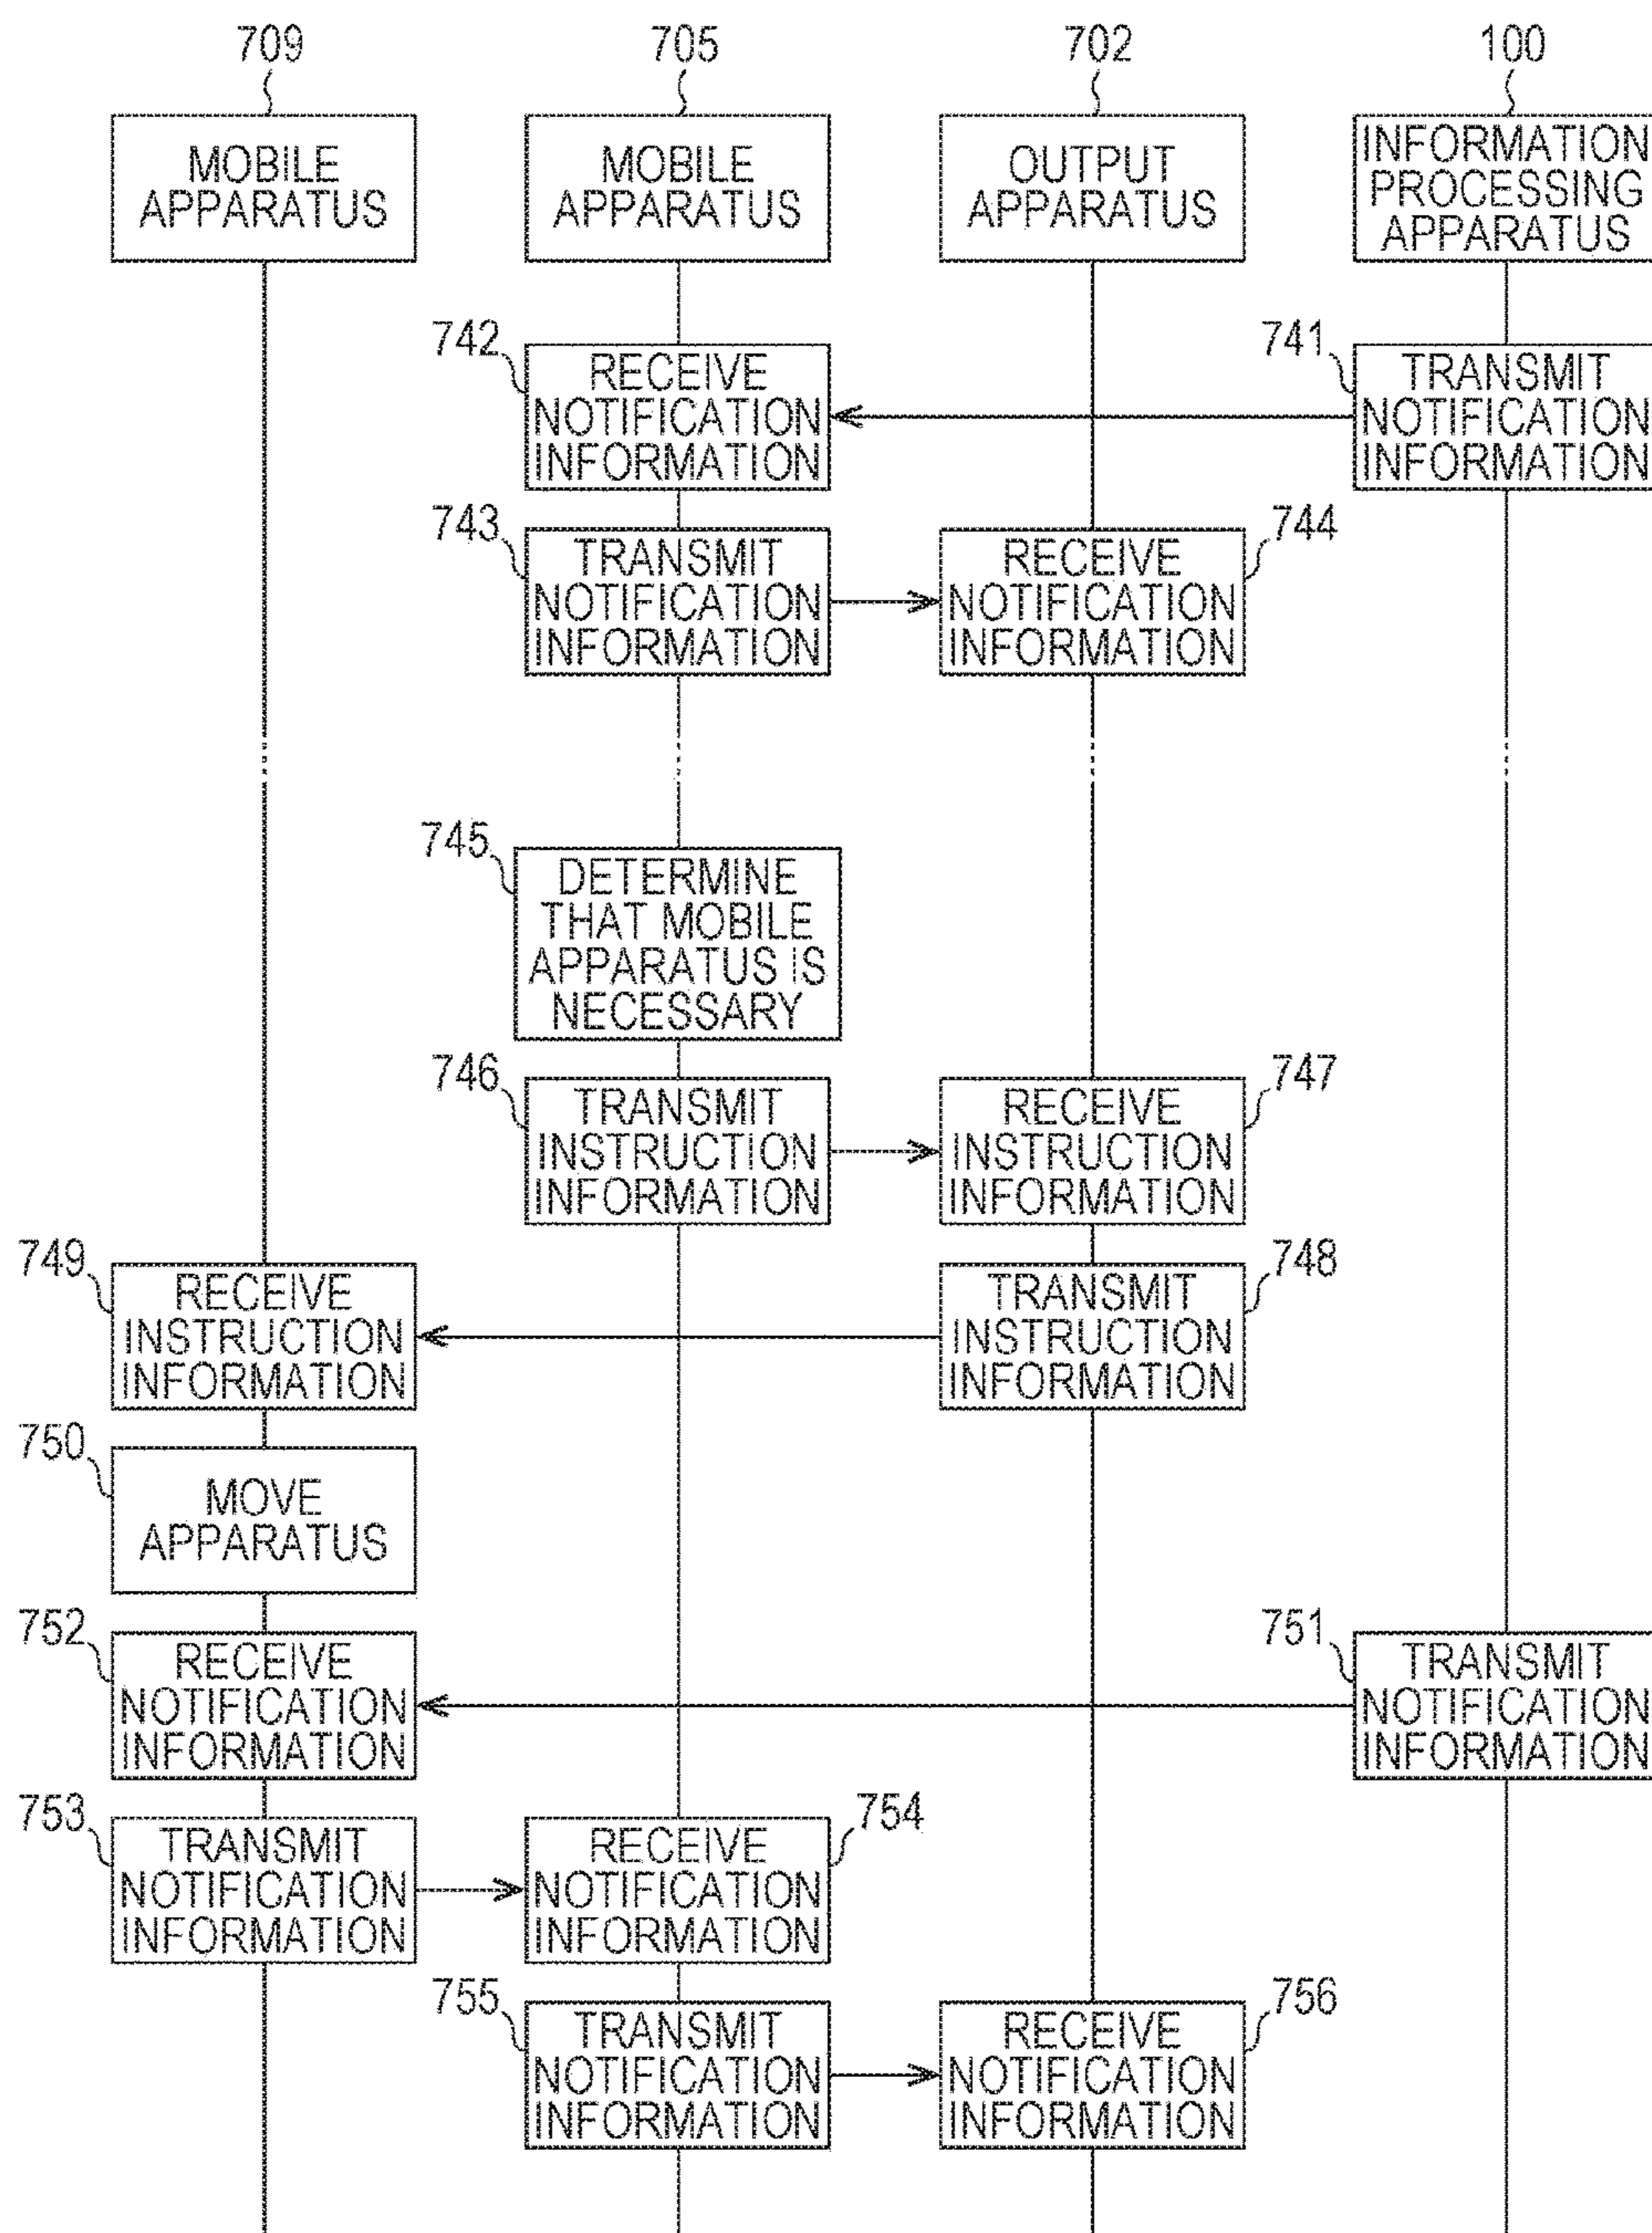 709
705
702
100
MOBILE
APPARATUS
MOBILE
APPARATUS
OUTPUT
APPARATUS
INFORMATION
PROCESSING
APPARATUS
742
RECEIVE
NOTIFICATION
INFORMATION
741
TRANSMIT
NOTIFICATION
INFORMATION
743
TRANSMIT
NOTIFICATION
INFORMATION
744
RECEIVE
NOTIFICATION
INFORMATION
745
DETERMINE
THAT MOBILE
APPARATUS IS
NECESSARY
746
TRANSMIT
INSTRUCTION
INFORMATION
747
RECEIVE
INSTRUCTION
INFORMATION
749
RECEIVE
INSTRUCTION
INFORMATION
748
TRANSMIT
INSTRUCTION
INFORMATION
750
MOVE
APPARATUS
752
RECEIVE
NOTIFICATION
INFORMATION
751
TRANSMIT
NOTIFICATION
INFORMATION
753
TRANSMIT
NOTIFICATION
INFORMATION
754
RECEIVE
NOTIFICATION
INFORMATION
755
TRANSMIT
NOTIFICATION
INFORMATION
756
RECEIVE
NOTIFICATION
INFORMATION